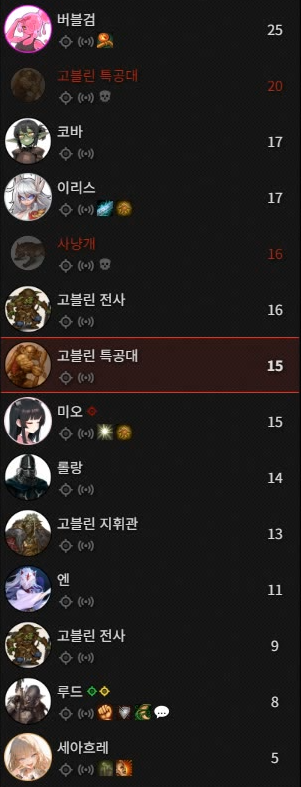 버블검 25
고블린 특공대 20
코바 17
이리스 17
사냥개 16
고블린 전사 16
고블린 특공대 15
미오 15
롤랑 14
고블린 지휘관 13
엔 11
고블린 전사 9
루드 8
세아흐레 5